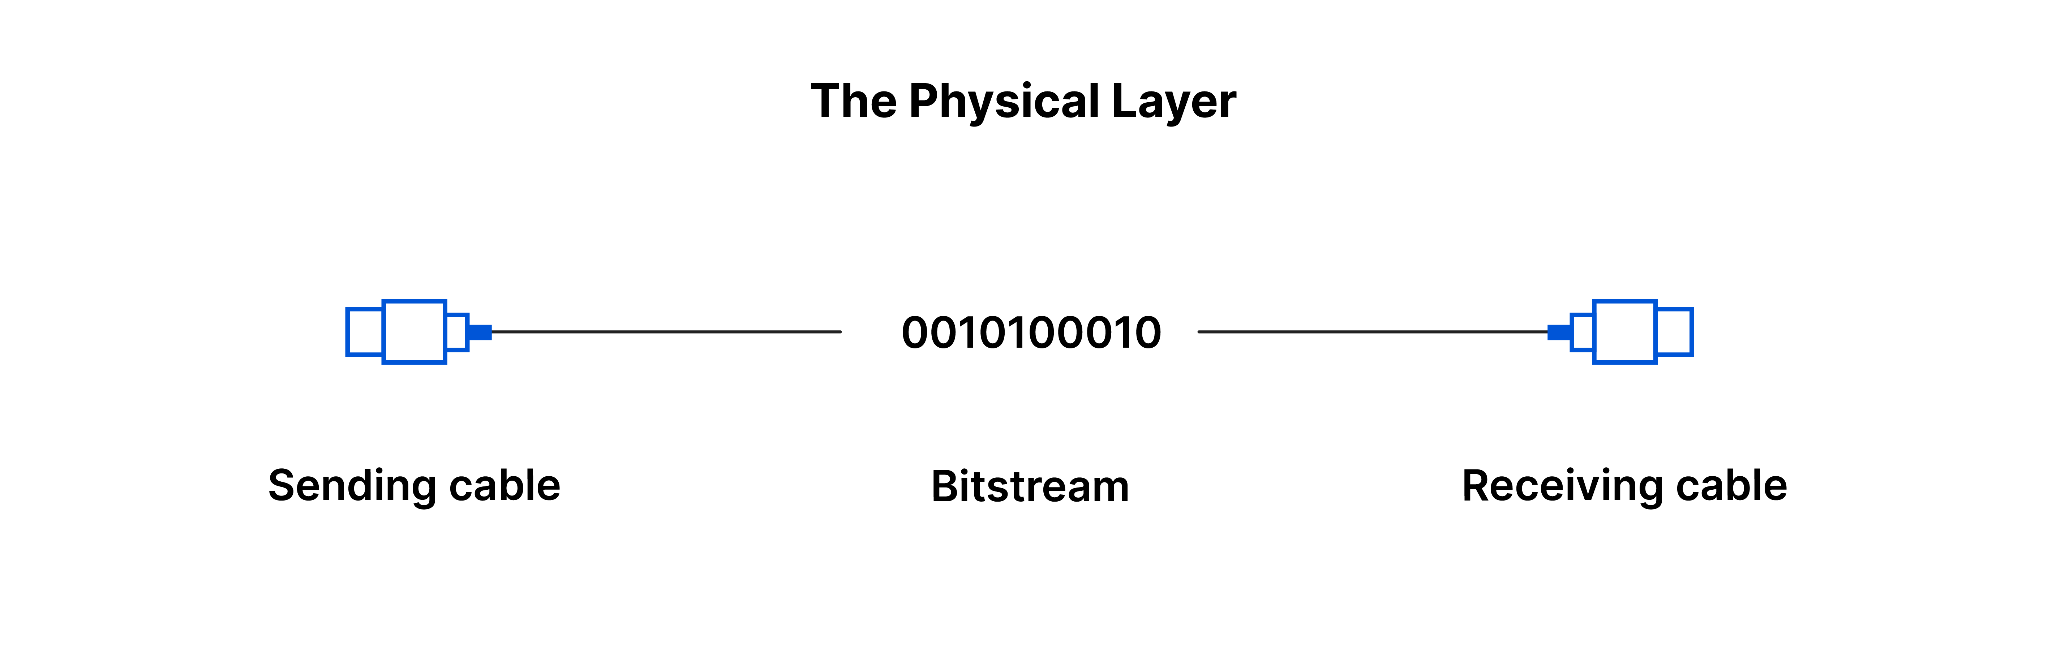 The Physical Layer
0010100010
Sending cable
Bitstream
Receiving cable